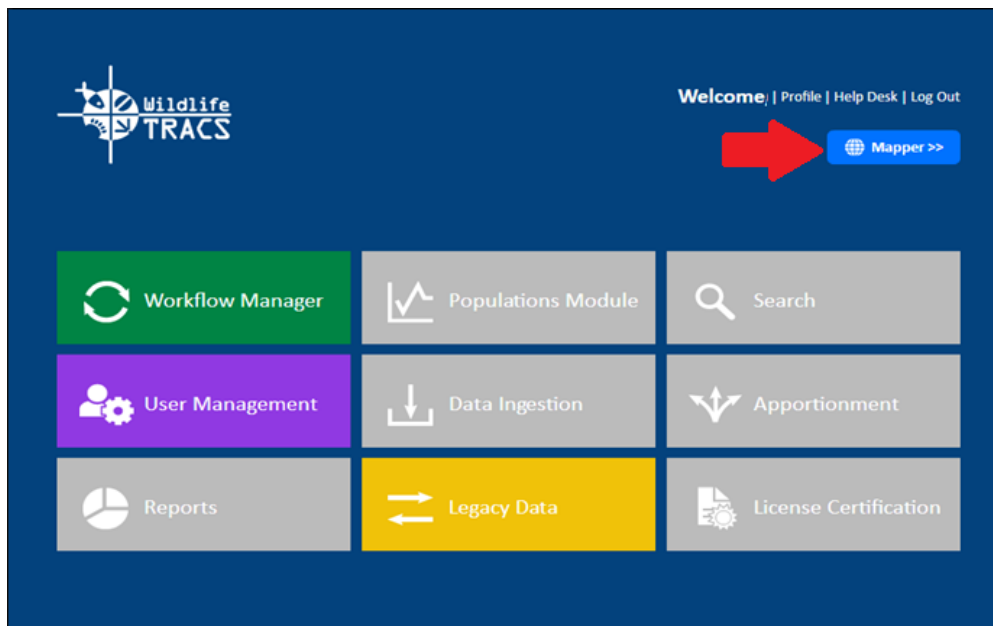 Wildlife
TRACS
Welcome, | Profile | Help Desk | Log Out
Mapper >>
Workflow Manager
Populations Module
Search
User Management
Data Ingestion
Apportionment
Reports
Legacy Data
License Certification